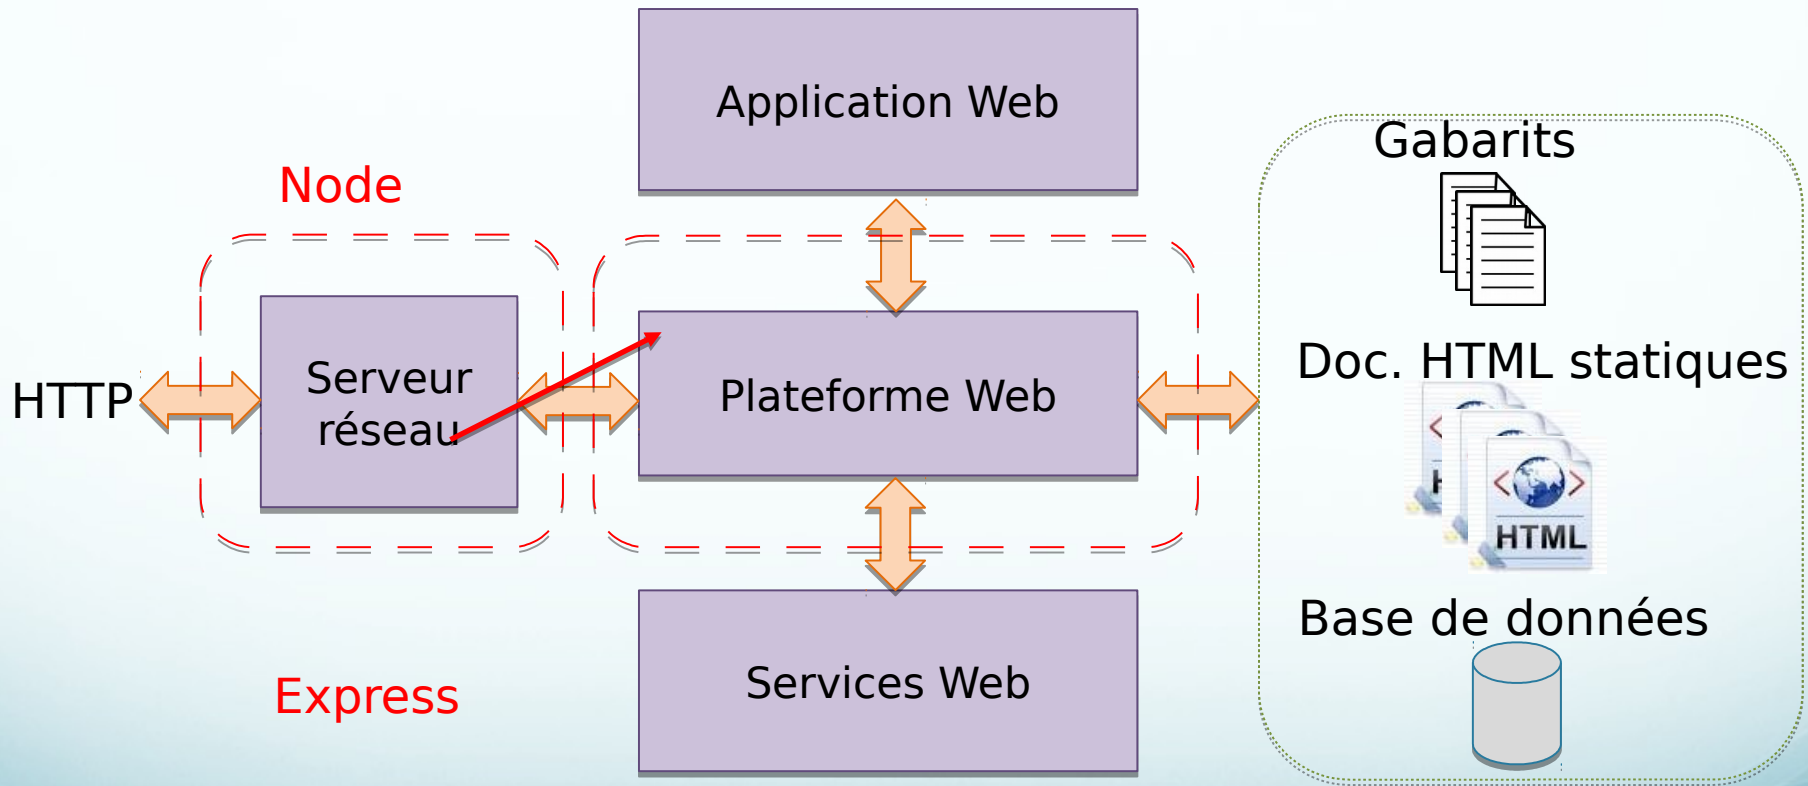 Application Web
Gabarits
Node
Serveur
réseau
HTTP
Plateforme Web
Doc. HTML statiques
HTML
Base de données
Services Web
Express